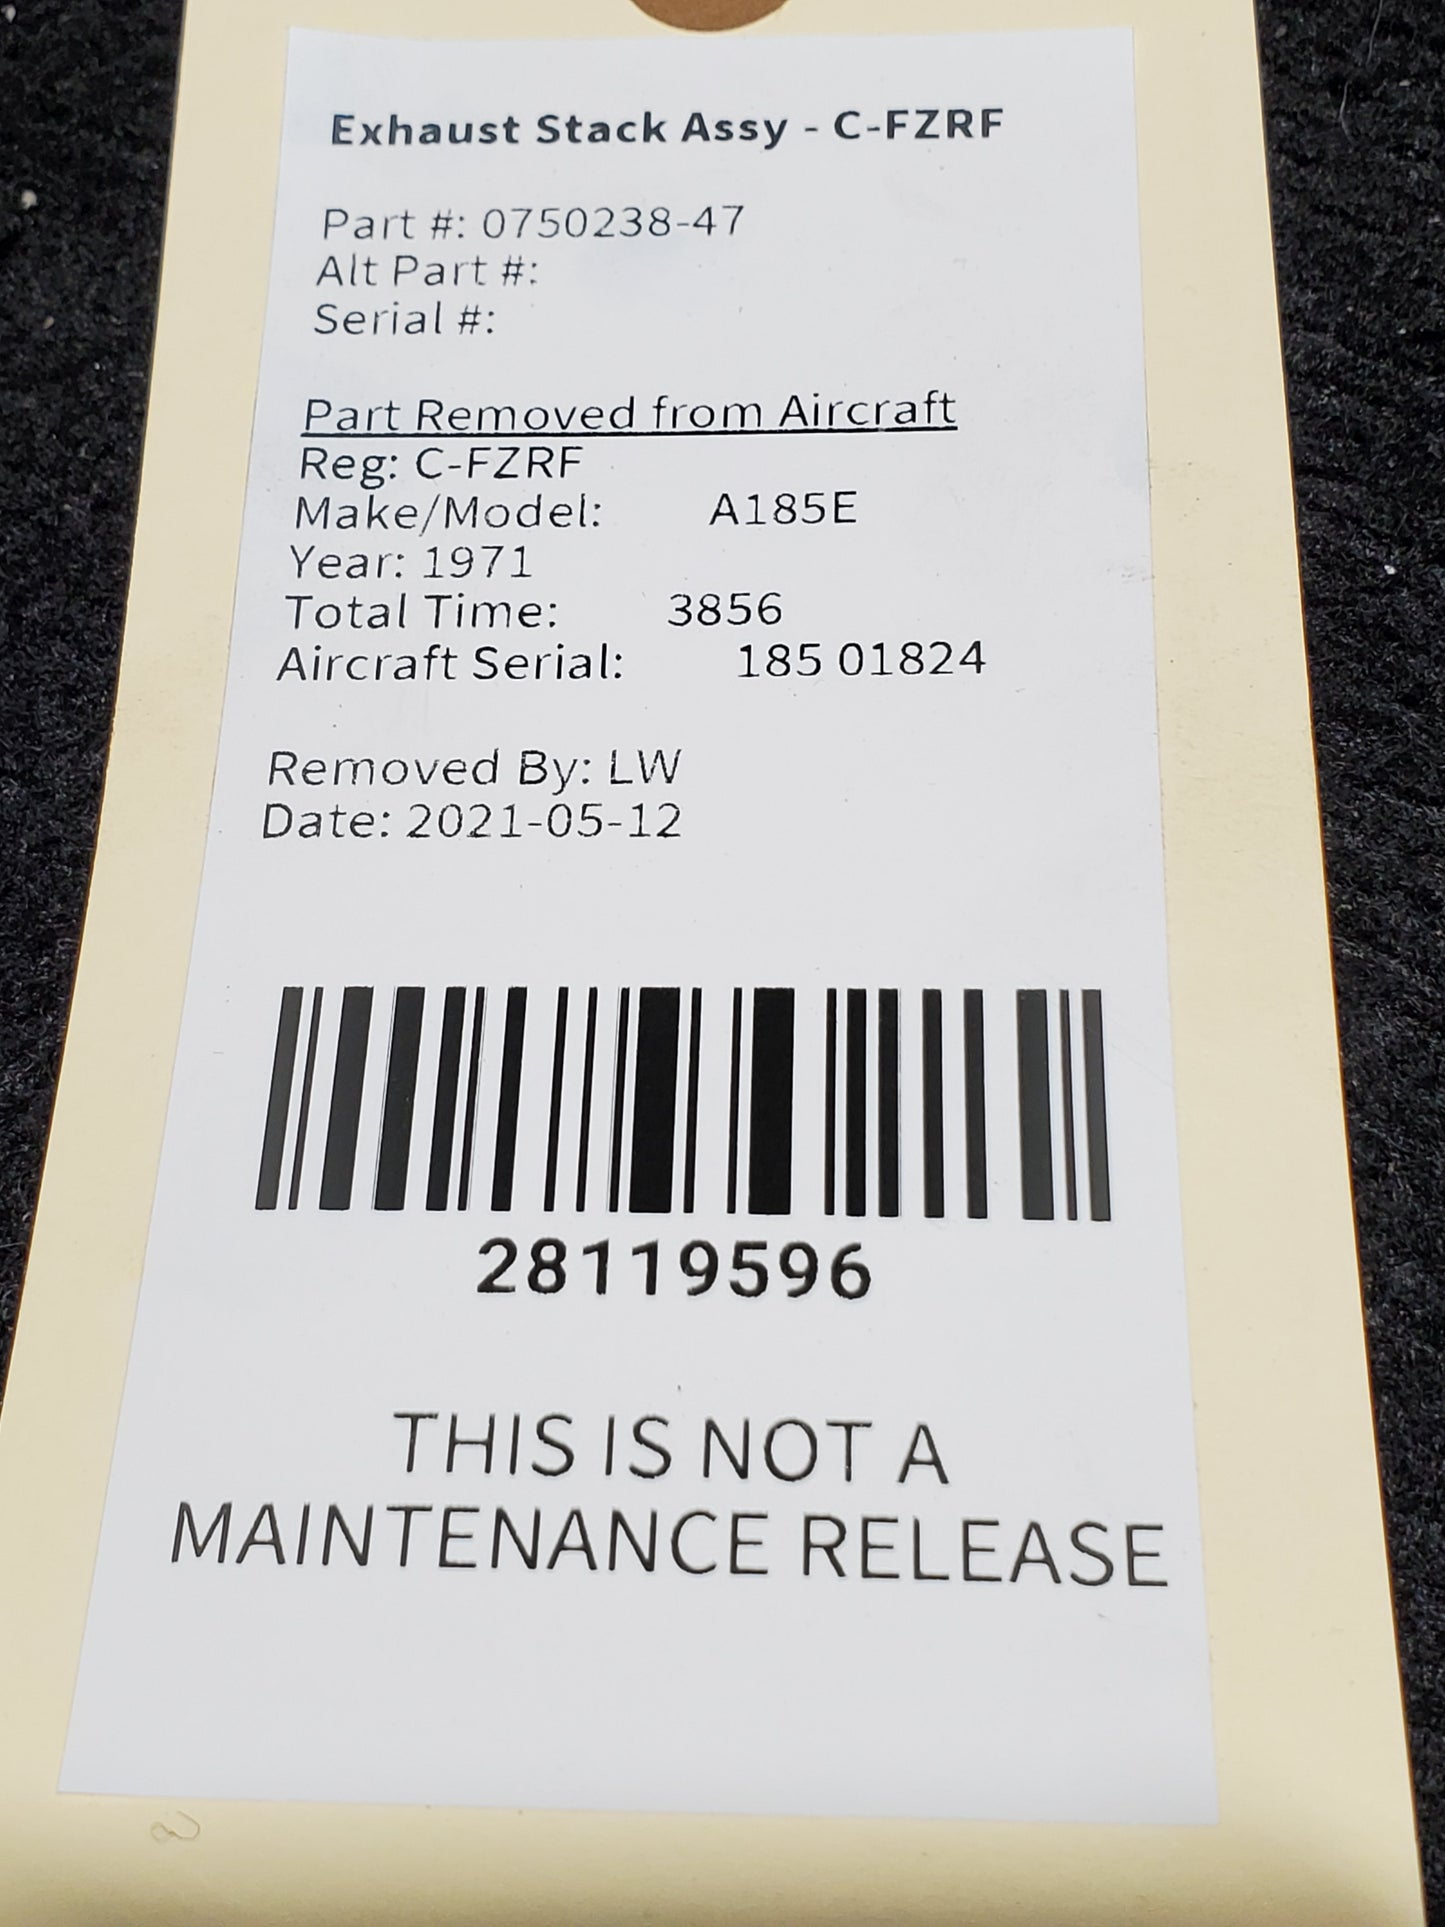 Exhaust Stack Assy - C-FZRF
Part #: 0750238-47
Alt Part #:
Serial #:
Part Removed from Aircraft
Reg: C-FZRF
Make/Model: A185E
Year: 1971
Total Time: 3856
Aircraft Serial: 185 01824
Removed By: LW
Date: 2021-05-12
28119596
THIS IS NOT A
MAINTENANCE RELEASE